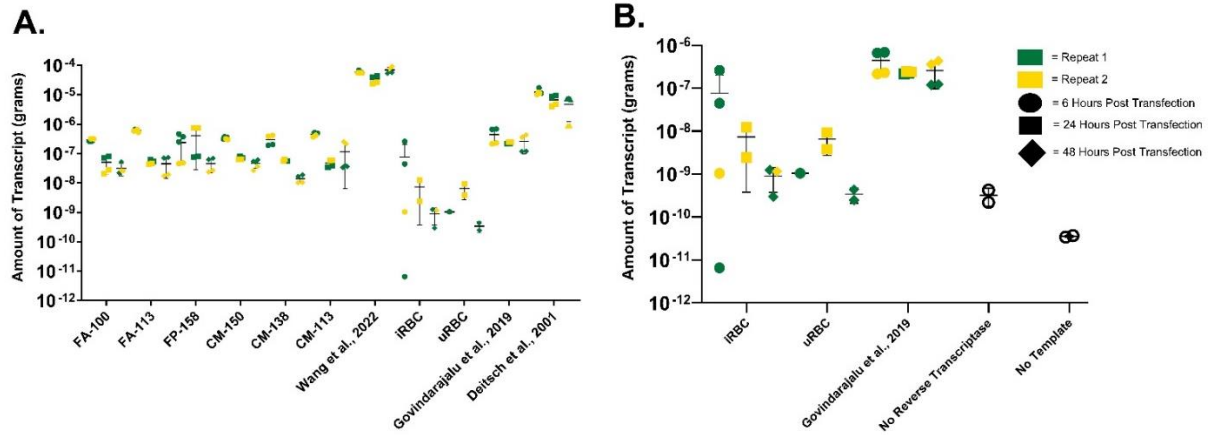 A.
Amount of Transcript (grams)
10-4
10-5
10-6
10-7
10-8
10-9
10-10
10-11
10-12
FA-100
FA-113
FP-158
CM-150
CM-138
CM-113
Wang et al., 2022
iRBC
uRBC
Govindarajalu et al., 2019
Deitsch et al., 2001
B.
Amount of Transcript (grams)
10-6
10-7
10-8
10-9
10-10
10-11
10-12
iRBC
uRBC
Govindarajalu et al., 2019
No Reverse Transcriptase
No Template
= Repeat 1
= Repeat 2
= 6 Hours Post Transfection
= 24 Hours Post Transfection
= 48 Hours Post Transfection